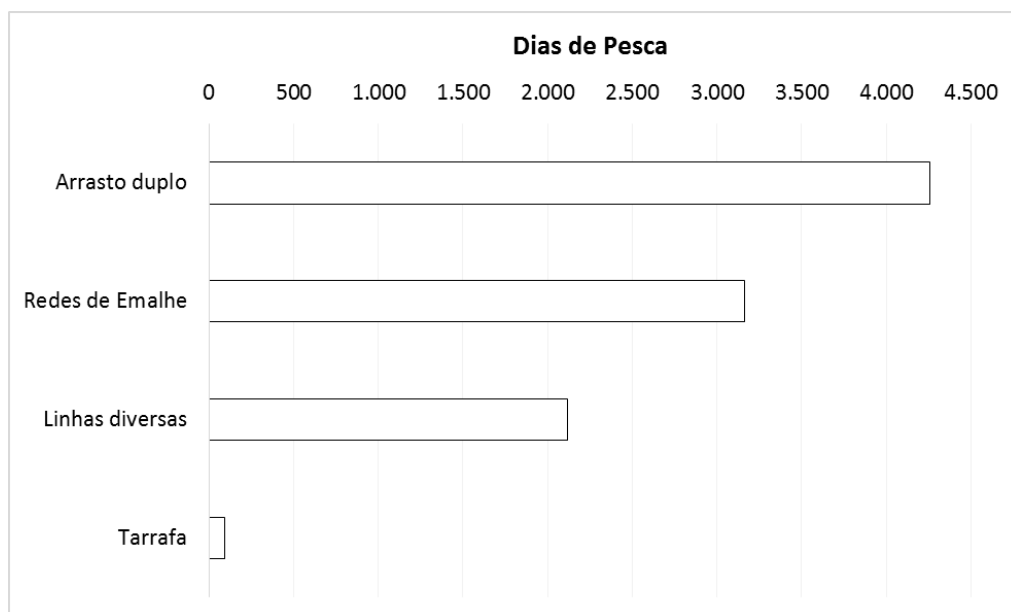 Dias de Pesca
0 500 1.000 1.500 2.000 2.500 3.000 3.500 4.000 4.500
Arrasto duplo
Redes de Emalhe
Linhas diversas
Tarrafa